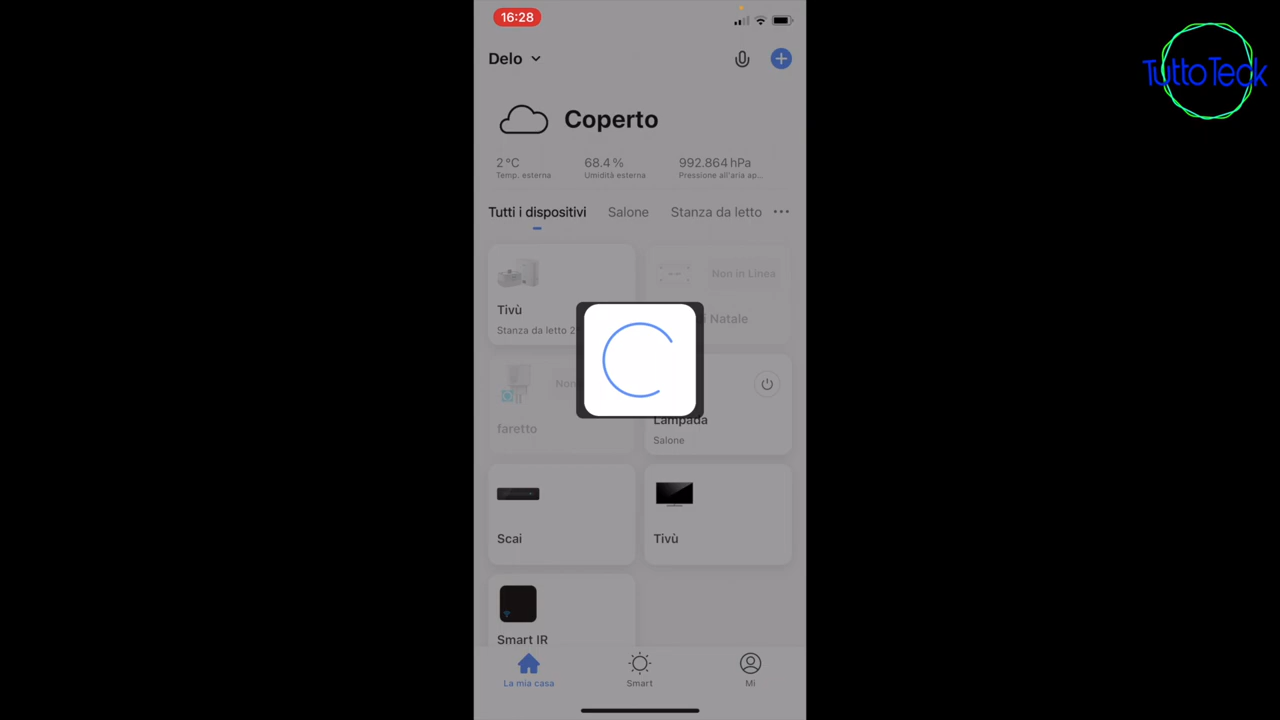 16:28
TuttoTeck
Delo
Coperto
2 °C
68.4 %
992.864 hPa
Temp. esterna
Umidità esterna
Pressione all'aria ap...
Tutti i dispositivi
Salone
Stanza da letto
Tivù
Stanza da letto 2
Non in Linea
i Natale
faretto
Non
Lampada
Salone
Scai
Tivù
Smart IR
La mia casa
Smart
Mi